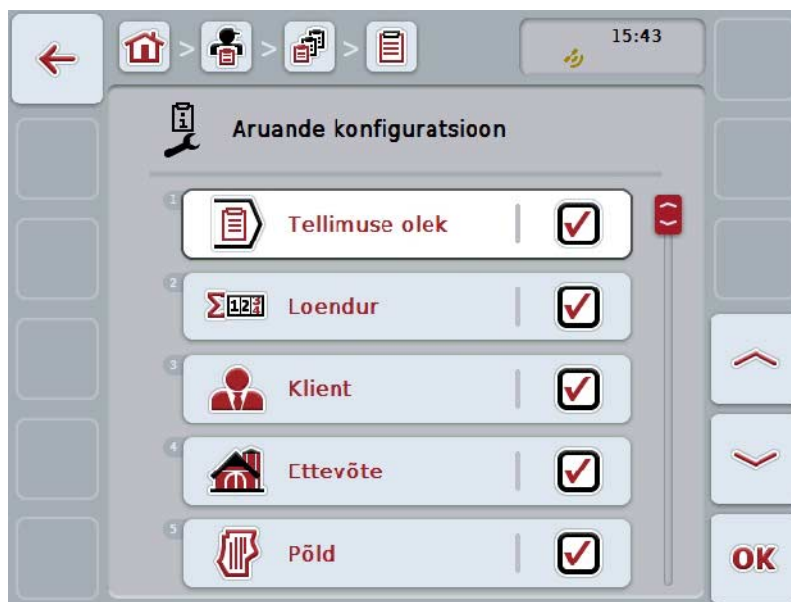 15:43
Aruande konfiguratsioon
1
Tellimuse olek
2
Loendur
3
Klient
4
Ettevõte
5
Põld
OK